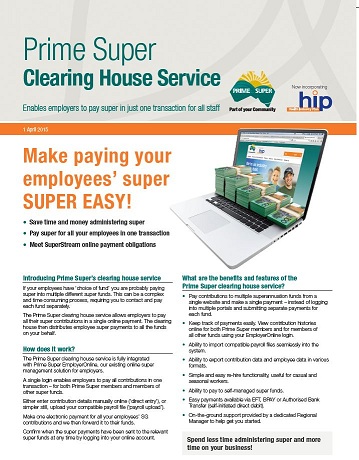 Prime Super
Clearing House Service
Enables employers to pay super in just one transaction for all staff
PRIME SUPER
Part of your Community
Now incorporating
hip
1 April 2015
Make paying your
employees' super
SUPER EASY!
• Save time and money administering super
• Pay super for all your employees in one transaction
• Meet SuperStream online payment obligations
Introducing Prime Super's clearing house service
If your employees have 'choice of fund' you are probably paying
super into multiple different super funds. This can be a complex
and time consuming process, requiring you to contact and pay
each fund separately.
The Prime Super clearing house service allows employers to pay
all their super contributions in a single online payment. The clearing
house then distributes employee super payments to all the funds
on your behalf.
How does it work?
The Prime Super clearing house service is fully integrated
with Prime Super EmployerOnline, our existing online super
management solution for employers.
A single login enables employers to pay all contributions in one
transaction – for both Prime Super members and members of
other super funds.
Either enter contribution details manually online ('direct entry'), or
simpler still, upload your compatible payroll file ('payroll upload').
Make one electronic payment for all your employees' SG
contributions and we then forward it to their funds.
Confirm when the super payments have been sent to the relevant
super funds at any time by logging into your online account.
What are the benefits and features of the
Prime Super clearing house service?
• Pay contributions to multiple superannuation funds from a
single website and make a single payment – instead of logging
into multiple portals and submitting separate payments for
each fund.
• Keep track of payments easily. View contribution histories
online for both Prime Super members and for members of
all other funds using your EmployerOnline login.
• Ability to import compatible payroll files seamlessly into the
system.
• Ability to export contribution data and employee data in various
formats.
• Simple and easy re-hire functionality, useful for casual and
seasonal workers.
• Ability to pay to self-managed super funds.
• Easy payments available via EFT, BPAY or Authorised Bank
Transfer (self-initiated direct debit).
• On-the-ground support provided by a dedicated Regional
Manager to help you get started.
Spend less time administering super and more
time on your business!